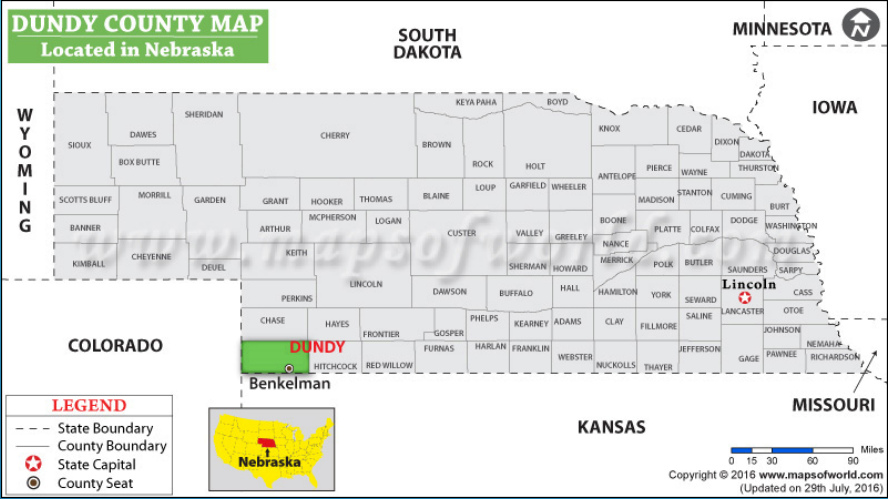 DUNDY COUNTY MAP
Located in Nebraska
SOUTH
DAKOTA
MINNESOTA
N
IOWA
WYOMING
COLORADO
KANSAS
MISSOURI
KEYA PAHA
BOYD
SIOUX
DAWES
SHERIDAN
CHERRY
BROWN
ROCK
HOLT
KNOX
CEDAR
DIXON
DAKOTA
BOX BUTTE
ANTELOPE
PIERCE
WAYNE
THURSTON
SCOTTS BLUFF
MORRILL
GARDEN
GRANT
HOOKER
THOMAS
BLAINE
LOUP
GARFIELD
WHEELER
MADISON
STANTON
CUMING
BURT
BANNER
ARTHUR
MCPHERSON
LOGAN
CUSTER
VALLEY
GREELEY
BOONE
NANCE
PLATTE
COLFAX
DODGE
WASHINGTON
www.mapsofworld.com
KIMBALL
CHEYENNE
DEUEL
KEITH
LINCOLN
SHERMAN
HOWARD
MERRICK
POLK
BUTLER
SAUNDERS
DOUGLAS
SARPY
Lincoln
PERKINS
DAWSON
BUFFALO
HALL
HAMILTON
YORK
SEWARD
LANCASTER
CASS
OTOE
CHASE
HAYES
FRONTIER
GOSPER
PHELPS
KEARNEY
ADAMS
CLAY
FILLMORE
SALINE
JOHNSON
NEMAHA
DUNDY
HITCHCOCK
RED WILLOW
FURNAS
HARLAN
FRANKLIN
WEBSTER
NUCKOLLS
THAYER
JEFFERSON
GAGE
PAWNEE
RICHARDSON
Benkelman
LEGEND
State Boundary
County Boundary
State Capital
County Seat
Nebraska
Miles
0 15 30 60 90
Copyright © 2016 www.mapsofworld.com
(Updated on 29th July, 2016)